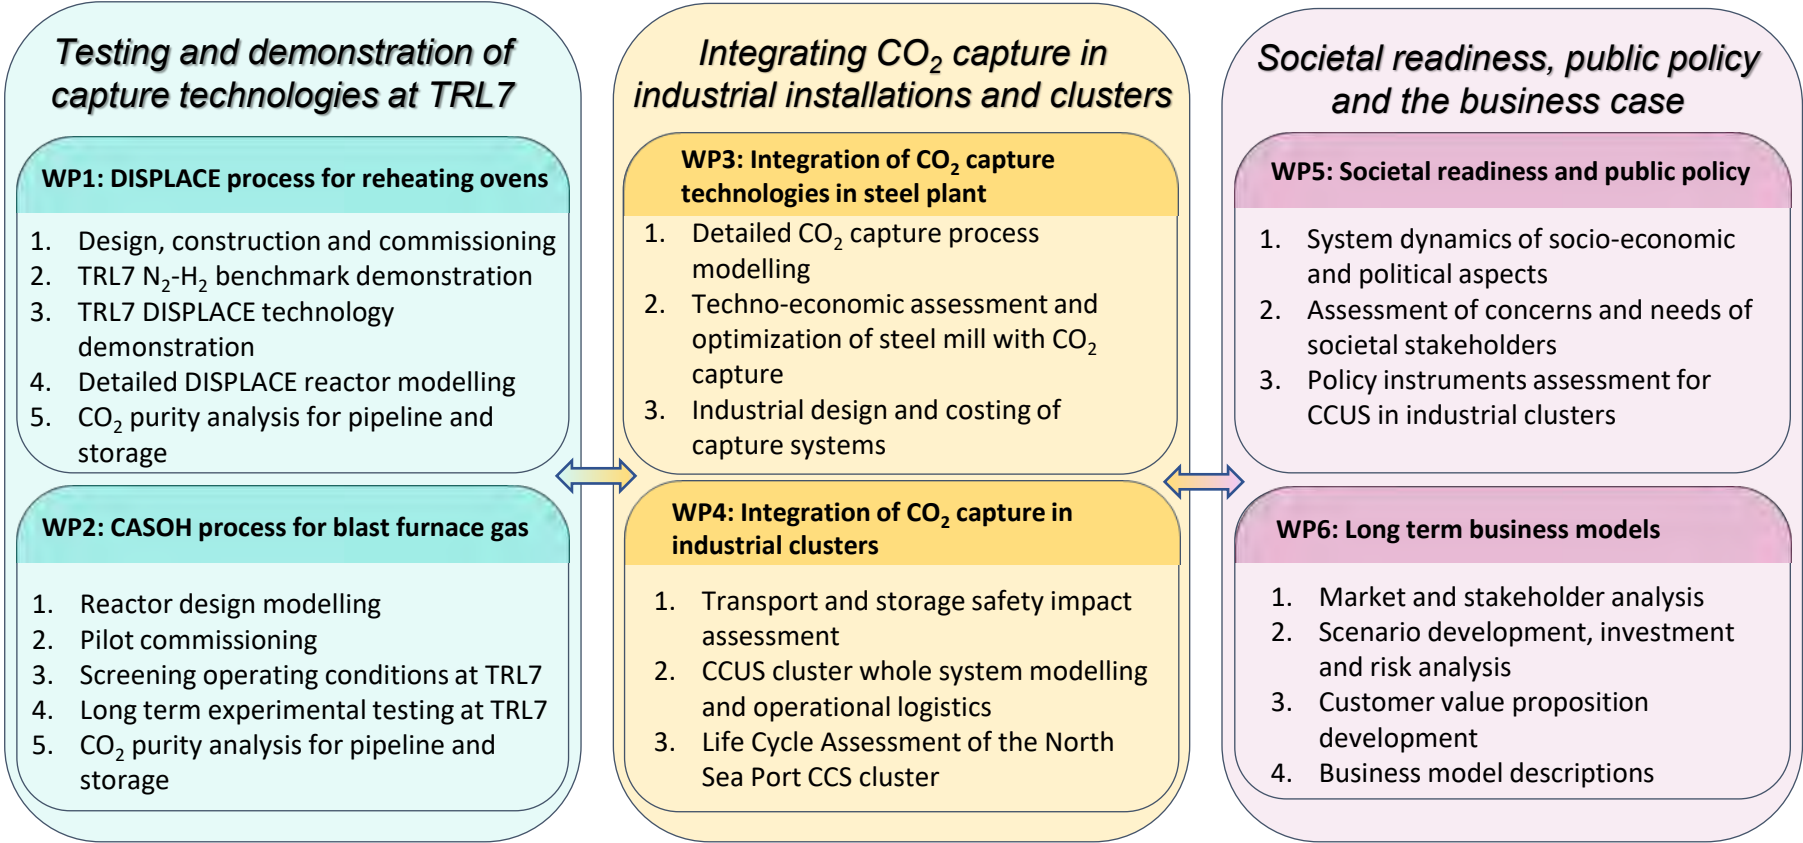 Testing and demonstration of
capture technologies at TRL7
WP1: DISPLACE process for reheating ovens
1. Design, construction and commissioning
2. TRL7 N₂-H₂ benchmark demonstration
3. TRL7 DISPLACE technology
demonstration
4. Detailed DISPLACE reactor modelling
5. CO₂ purity analysis for pipeline and
storage
WP2: CASOH process for blast furnace gas
1. Reactor design modelling
2. Pilot commissioning
3. Screening operating conditions at TRL7
4. Long term experimental testing at TRL7
5. CO₂ purity analysis for pipeline and
storage
Integrating CO₂ capture in
industrial installations and clusters
WP3: Integration of CO₂ capture
technologies in steel plant
1. Detailed CO₂ capture process
modelling
2. Techno-economic assessment and
optimization of steel mill with CO₂
capture
3. Industrial design and costing of
capture systems
WP4: Integration of CO₂ capture in
industrial clusters
1. Transport and storage safety impact
assessment
2. CCUS cluster whole system modelling
and operational logistics
3. Life Cycle Assessment of the North
Sea Port CCS cluster
Societal readiness, public policy
and the business case
WP5: Societal readiness and public policy
1. System dynamics of socio-economic
and political aspects
2. Assessment of concerns and needs of
societal stakeholders
3. Policy instruments assessment for
CCUS in industrial clusters
WP6: Long term business models
1. Market and stakeholder analysis
2. Scenario development, investment
and risk analysis
3. Customer value proposition
development
4. Business model descriptions